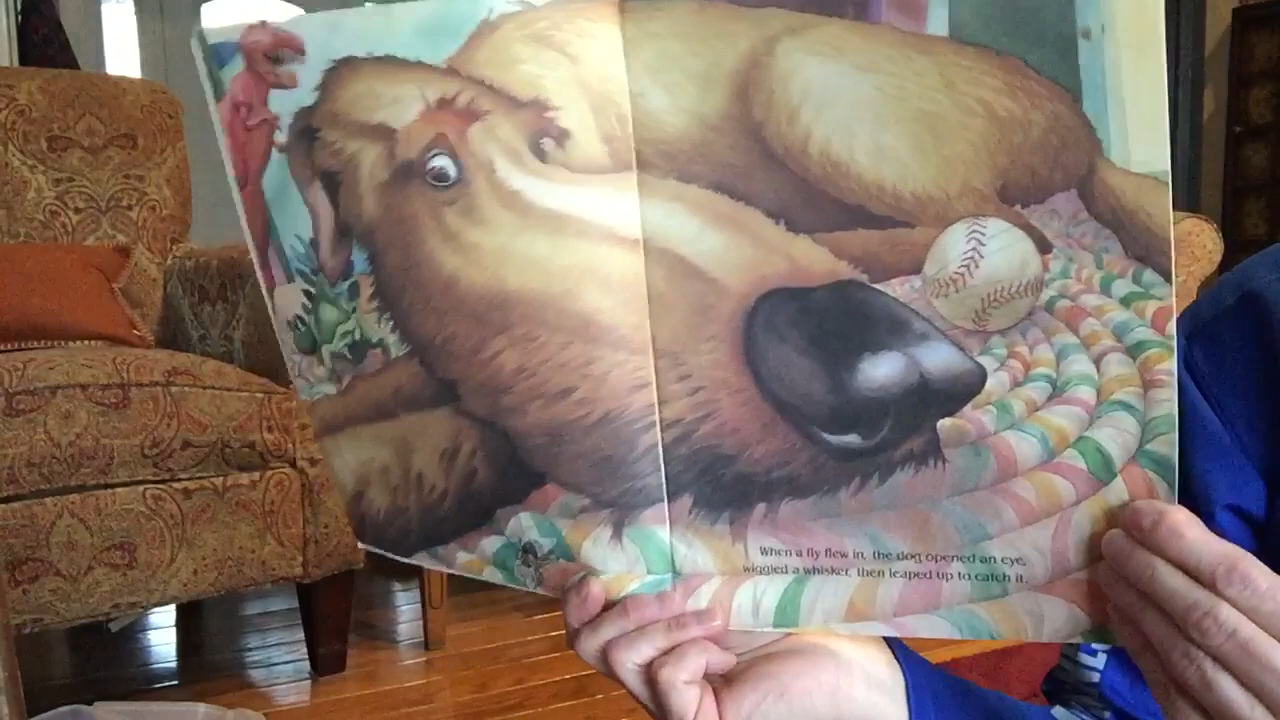 When a fly flew in, the dog opened an eye,
wiggled a whisker, then leaped up to catch it.